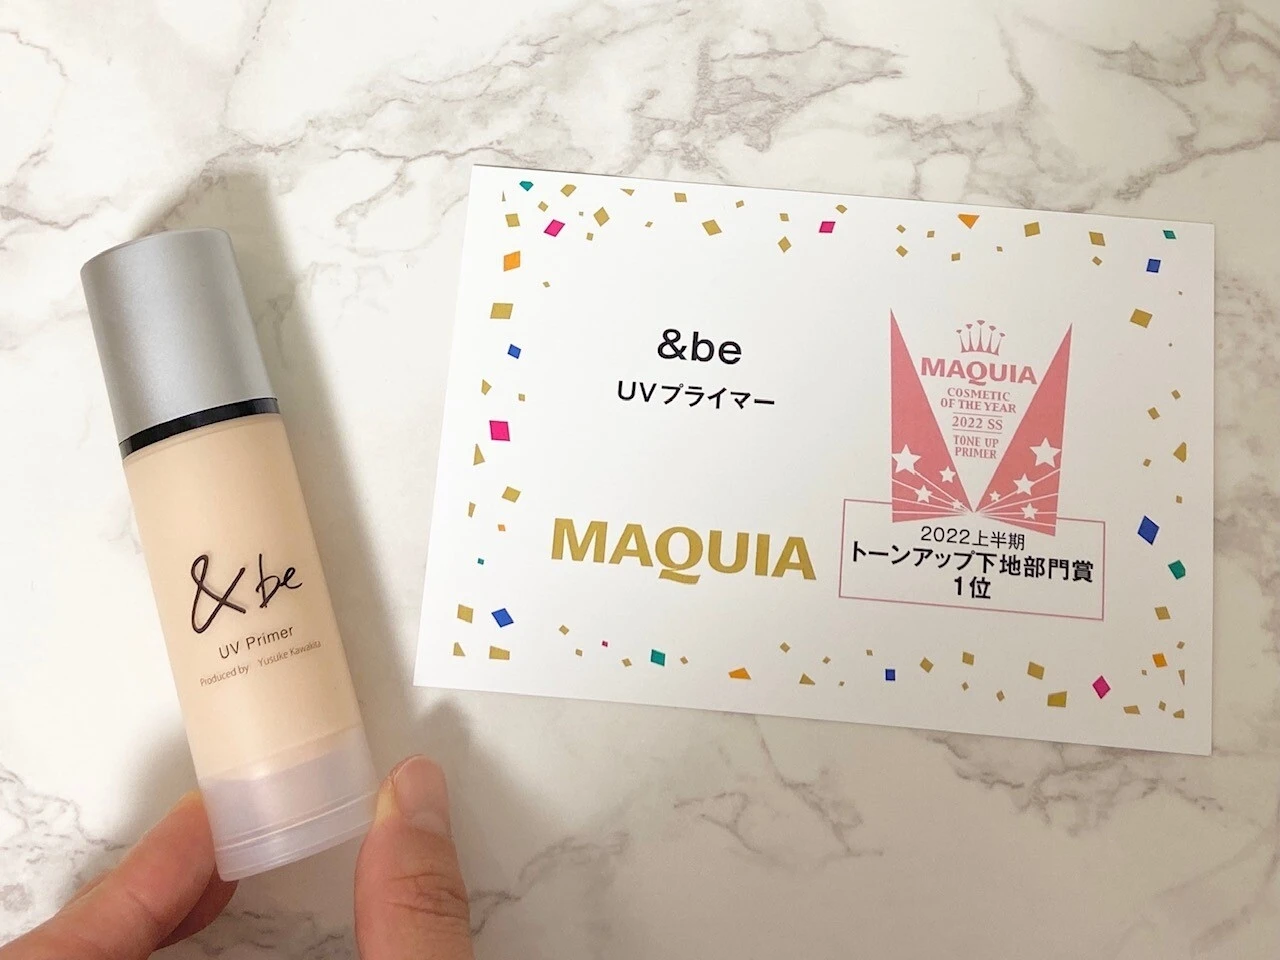 &be
UV Primer
Produced by Yusuke Kawakita
&be
UVプライマー
MAQUIA
MAQUIA
COSMETIC
OF THE YEAR
2022 SS
TONE UP
PRIMER
2022上半期
トーンアップ下地部門賞
1位